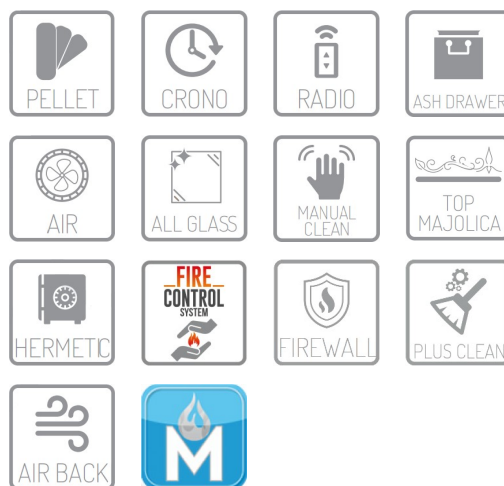 PELLET
CRONO
RADIO
ASH DRAWER
AIR
ALL GLASS
MANUAL
CLEAN
TOP
MAJOLICA
HERMETIC
FIRE
CONTROL
SYSTEM
FIREWALL
PLUS CLEAN
AIR BACK
M